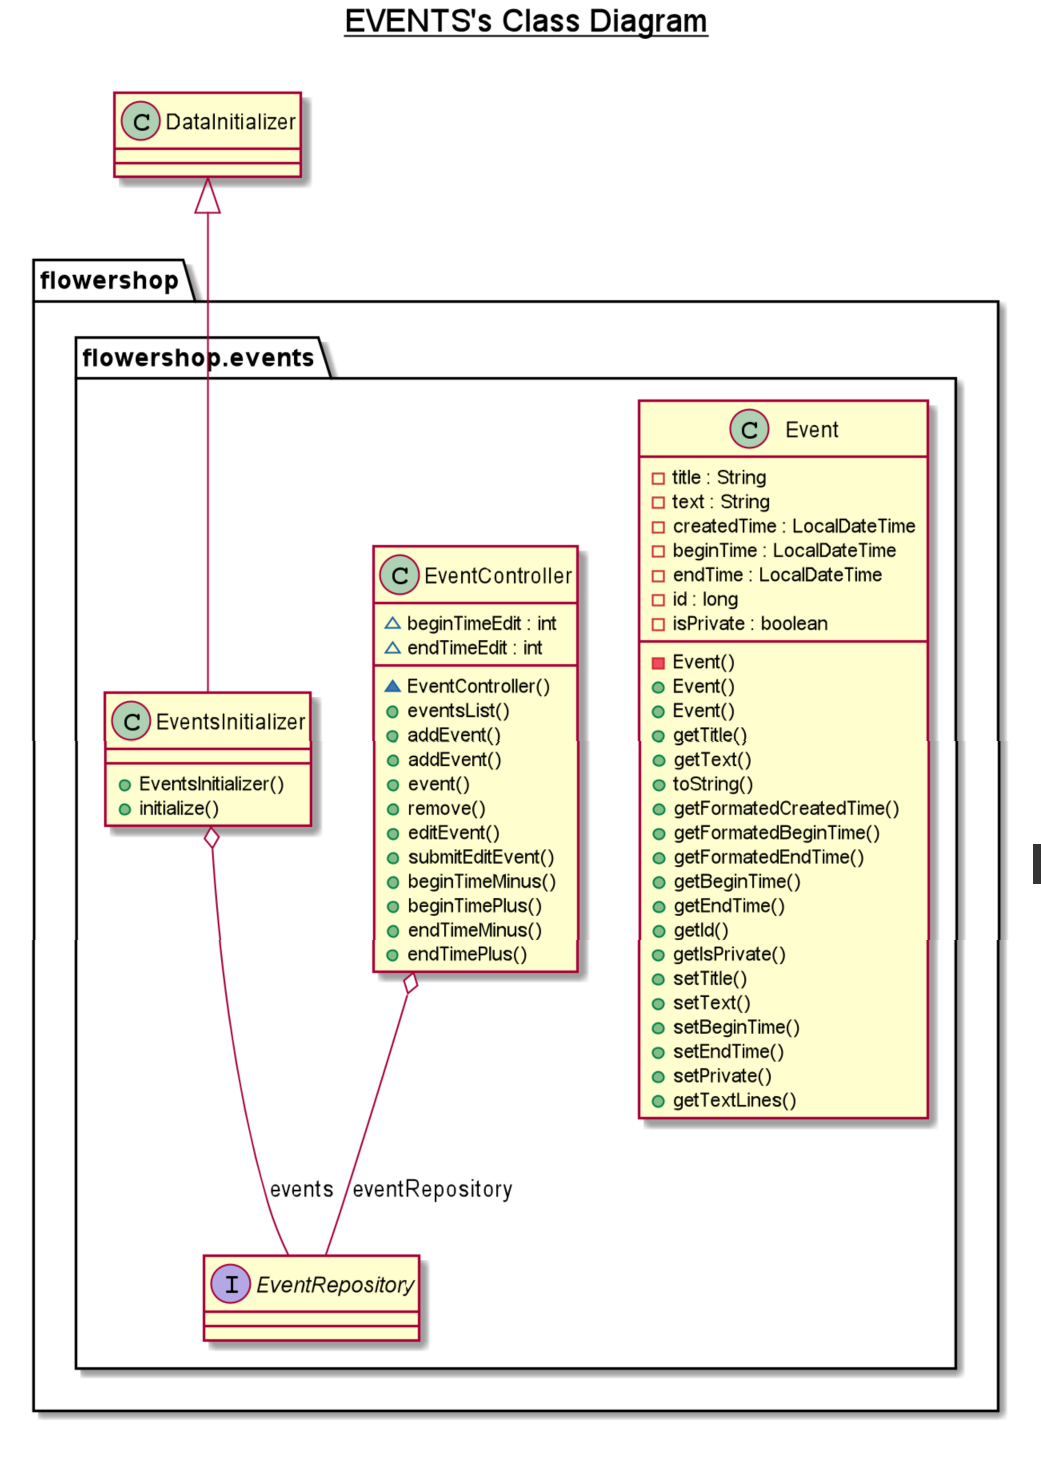 EVENTS's Class Diagram
C DataInitializer
flowershop
flowershop.events
C Event
title : String
text : String
createdTime : LocalDateTime
beginTime : LocalDateTime
endTime : LocalDateTime
id : long
isPrivate : boolean
Event()
Event()
Event()
getTitle()
getText()
toString()
getFormatedCreatedTime()
getFormatedBeginTime()
getFormatedEndTime()
getBeginTime()
getEndTime()
getId()
getIsPrivate()
setTitle()
setText()
setBeginTime()
setEndTime()
setPrivate()
getTextLines()
C EventController
beginTimeEdit : int
endTimeEdit : int
EventController()
eventsList()
addEvent()
addEvent()
event()
remove()
editEvent()
submitEditEvent()
beginTimeMinus()
beginTimePlus()
endTimeMinus()
endTimePlus()
C EventsInitializer
EventsInitializer()
initialize()
events
eventRepository
I EventRepository